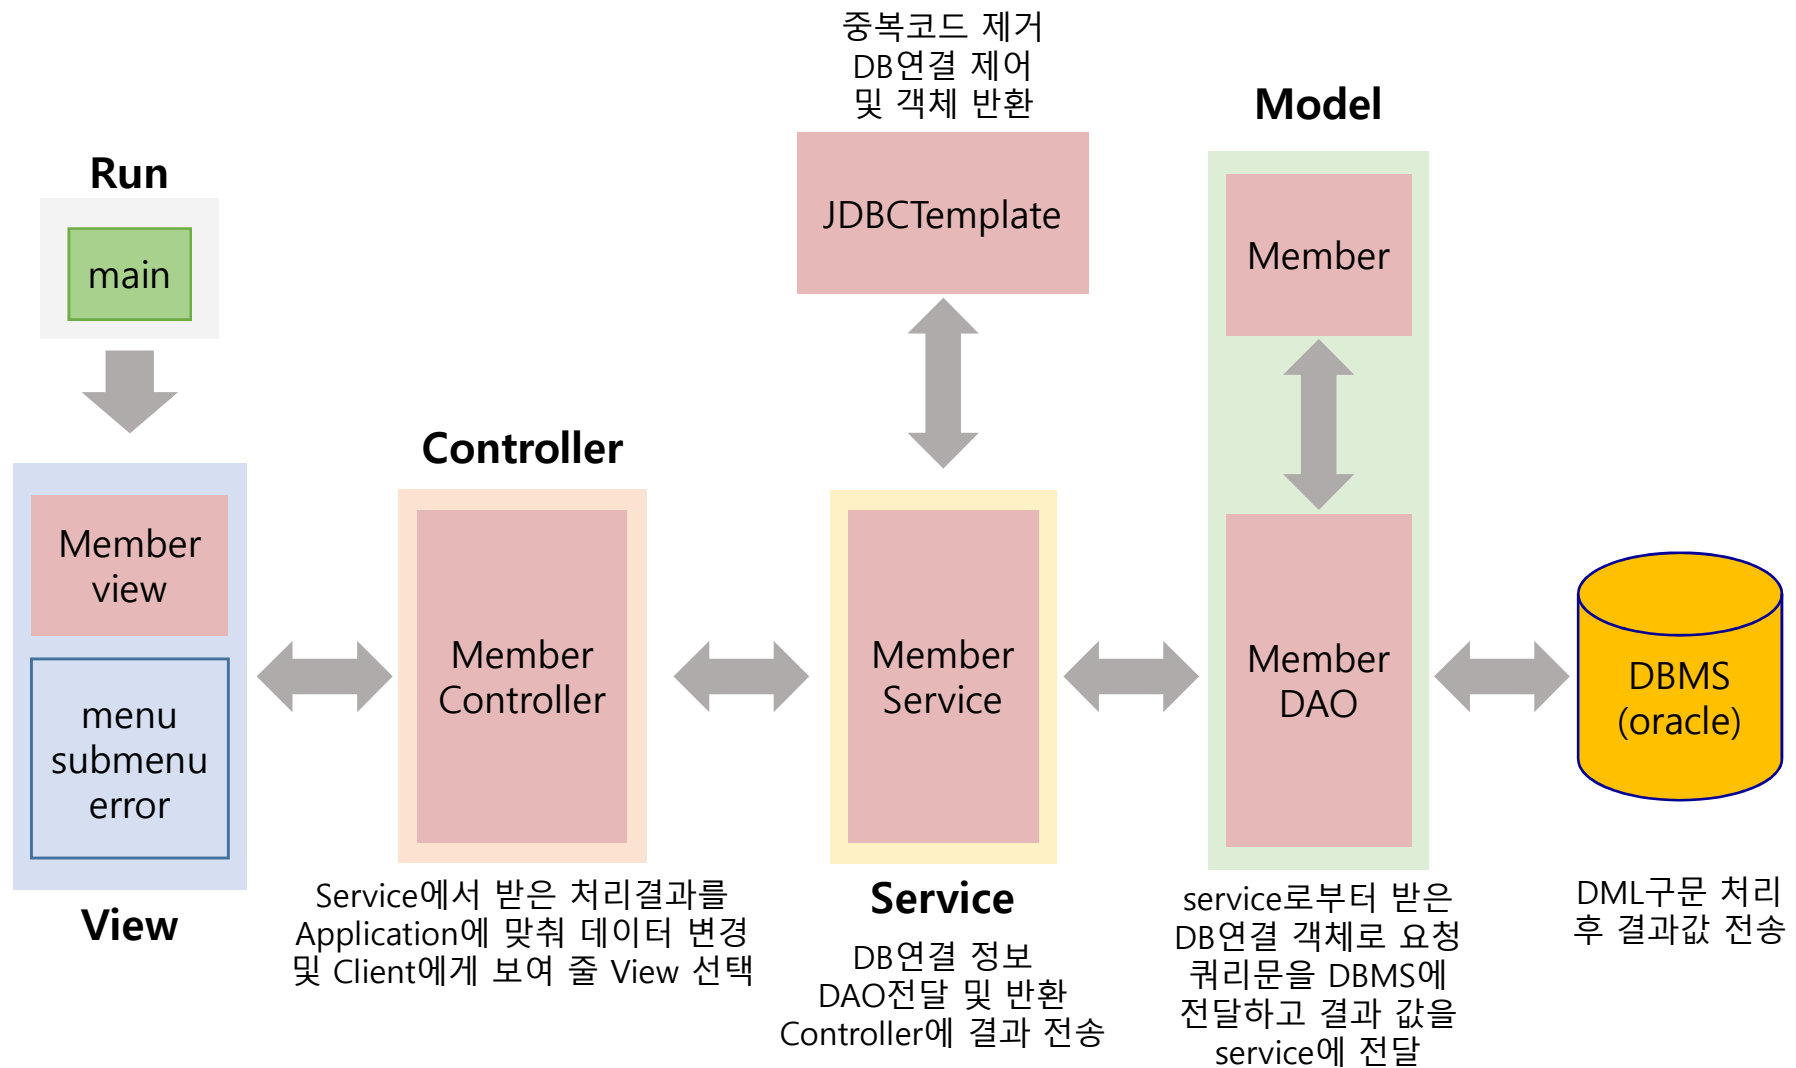 중복코드 제거
DB연결 제어
및 객체 반환
Model
Run
JDBCTemplate
Member
main
Controller
Member
view
Member
Controller
Member
Service
Member
DAO
DBMS
(oracle)
menu
submenu
error
View
Service에서 받은 처리결과를
Application에 맞춰 데이터 변경
및 Client에게 보여 줄 View 선택
Service
DB연결 정보
DAO전달 및 반환
Controller에 결과 전송
service로부터 받은
DB연결 객체로 요청
쿼리문을 DBMS에
전달하고 결과 값을
service에 전달
DML구문 처리
후 결과값 전송